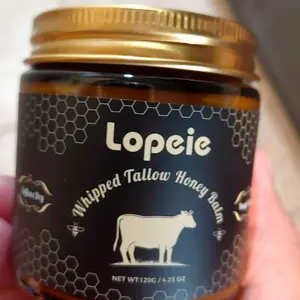 Lopeie
Whipped Tallow Honey Balm
NET WT:120G / 4.23 OZ